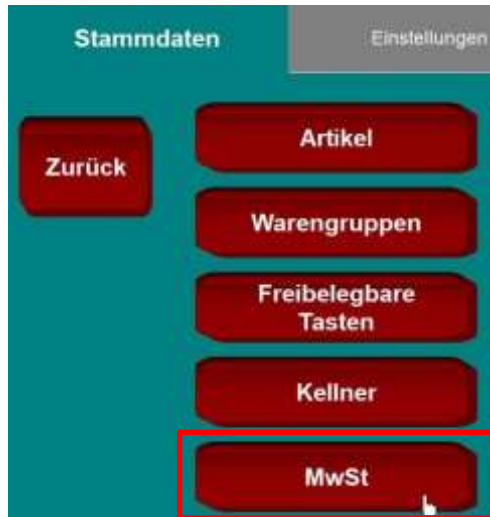 Stammdaten
Einstellungen
Zurück
Artikel
Warengruppen
Freibelegbare
Tasten
Kellner
MwSt